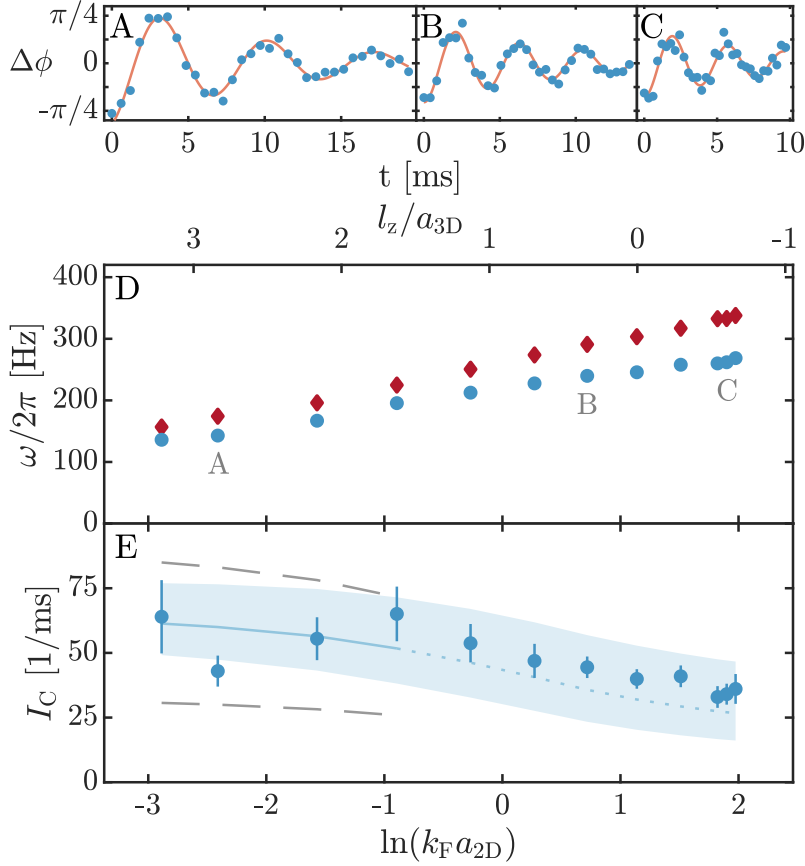 A B C
π/4
Δϕ 0
-π/4
0 5 10 15 0 5 10 0 5 10
t [ms]
l_z/a_3D
3 2 1 0 -1
D
400
300
ω/2π [Hz]
200
100
0
A B C
E
75
I_C [1/ms]
50
25
0
-3 -2 -1 0 1 2
ln(k_F a_2D)